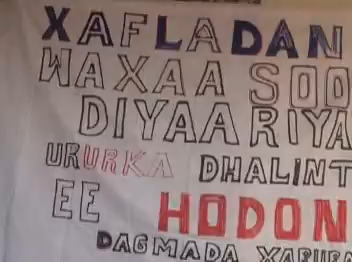 XAFLADAN
WAXAA SOO
DIYAARIYA
URURKA DHALINT
EE HODON
DAGMADA